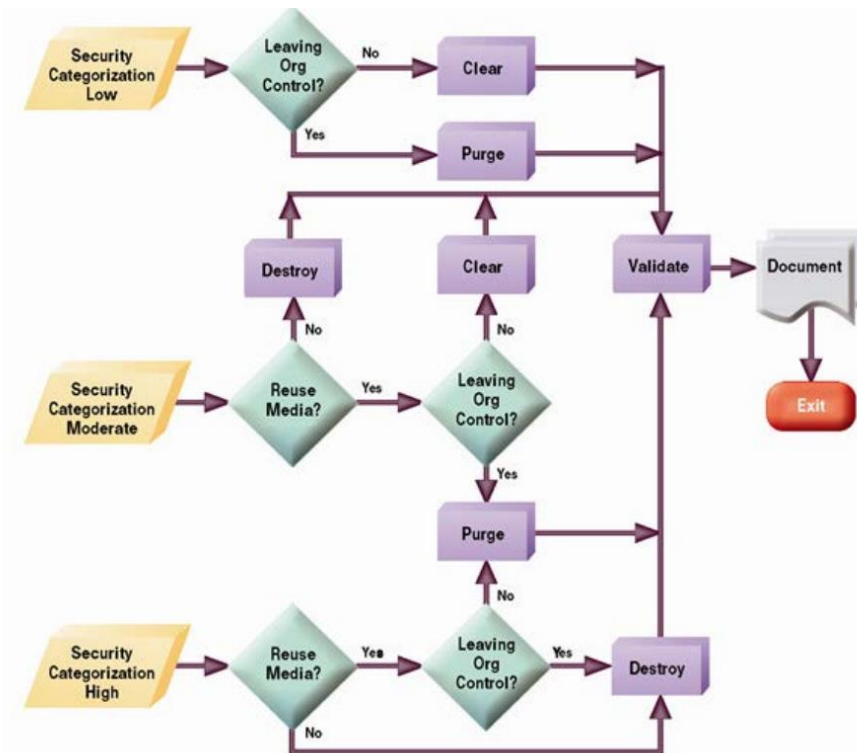 Security
Categorization
Low
Leaving
Org
Control?
No
Clear
Yes
Purge
Destroy
Clear
Validate
Document
No
No
Security
Categorization
Moderate
Reuse
Media?
Yes
Leaving
Org
Control?
Exit
Yes
Purge
No
Security
Categorization
High
Reuse
Media?
Yes
Leaving
Org
Control?
Yes
Destroy
No